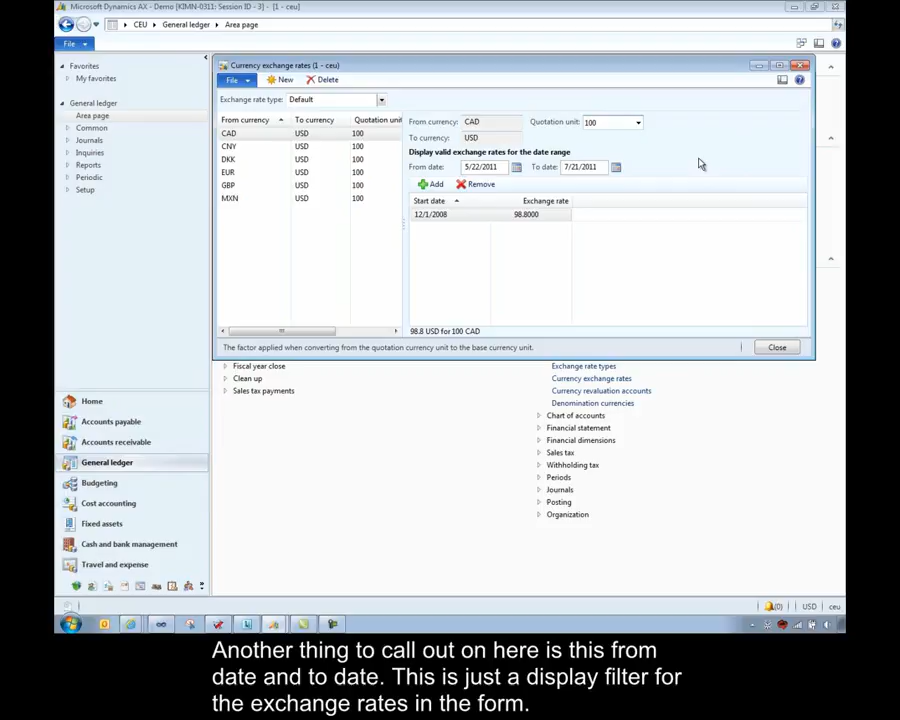 Microsoft Dynamics AX - Demo [KIMN-0311: Session ID - 3] - [1 - ceu]
CEU General ledger Area page
File
Favorites
My favorites
General ledger
Area page
Common
Journals
Inquiries
Reports
Periodic
Setup
Currency exchange rates (1 - ceu)
File New Delete
Exchange rate type: Default
From currency To currency Quotation unit
CAD USD 100
CNY USD 100
DKK USD 100
EUR USD 100
GBP USD 100
MXN USD 100
From currency: CAD Quotation unit: 100
To currency: USD
Display valid exchange rates for the date range
From date: 5/22/2011 To date: 7/21/2011
Add Remove
Start date Exchange rate
12/1/2008 98.8000
98.8 USD for 100 CAD
The factor applied when converting from the quotation currency unit to the base currency unit.
Close
Fiscal year close
Clean up
Sales tax payments
Exchange rate types
Currency exchange rates
Currency revaluation accounts
Denomination currencies
Chart of accounts
Financial statement
Financial dimensions
Sales tax
Withholding tax
Periods
Journals
Posting
Organization
Home
Accounts payable
Accounts receivable
General ledger
Budgeting
Cost accounting
Fixed assets
Cash and bank management
Travel and expense
(0) USD ceu
Another thing to call out on here is this from
date and to date. This is just a display filter for
the exchange rates in the form.